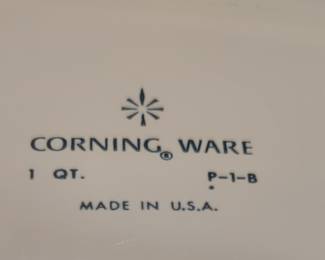 CORNING® WARE
1 QT. P-1-B
MADE IN U.S.A.